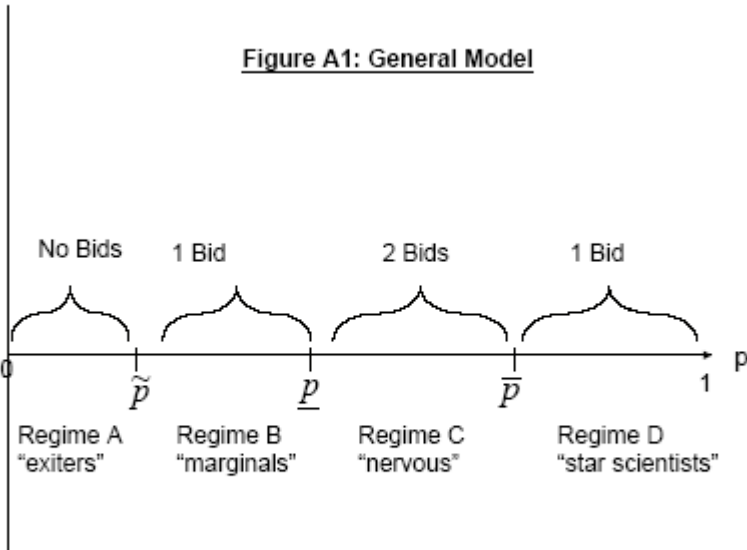 Figure A1: General Model
No Bids 1 Bid 2 Bids 1 Bid
0 p̃ p̲ p̄ 1 p
Regime A Regime B Regime C Regime D
“exiters” “marginals” “nervous” “star scientists”